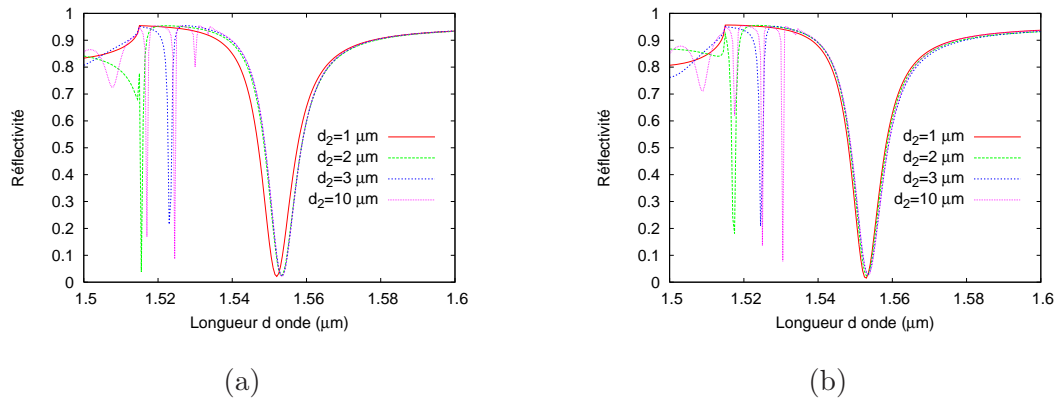 1
0.9
0.8
0.7
0.6
0.5
0.4
0.3
0.2
0.1
0
1.5 1.52 1.54 1.56 1.58 1.6
Réflectivité
Longueur d onde (μm)
d2=1 μm
d2=2 μm
d2=3 μm
d2=10 μm
(a)
1
0.9
0.8
0.7
0.6
0.5
0.4
0.3
0.2
0.1
0
1.5 1.52 1.54 1.56 1.58 1.6
Réflectivité
Longueur d onde (μm)
d2=1 μm
d2=2 μm
d2=3 μm
d2=10 μm
(b)